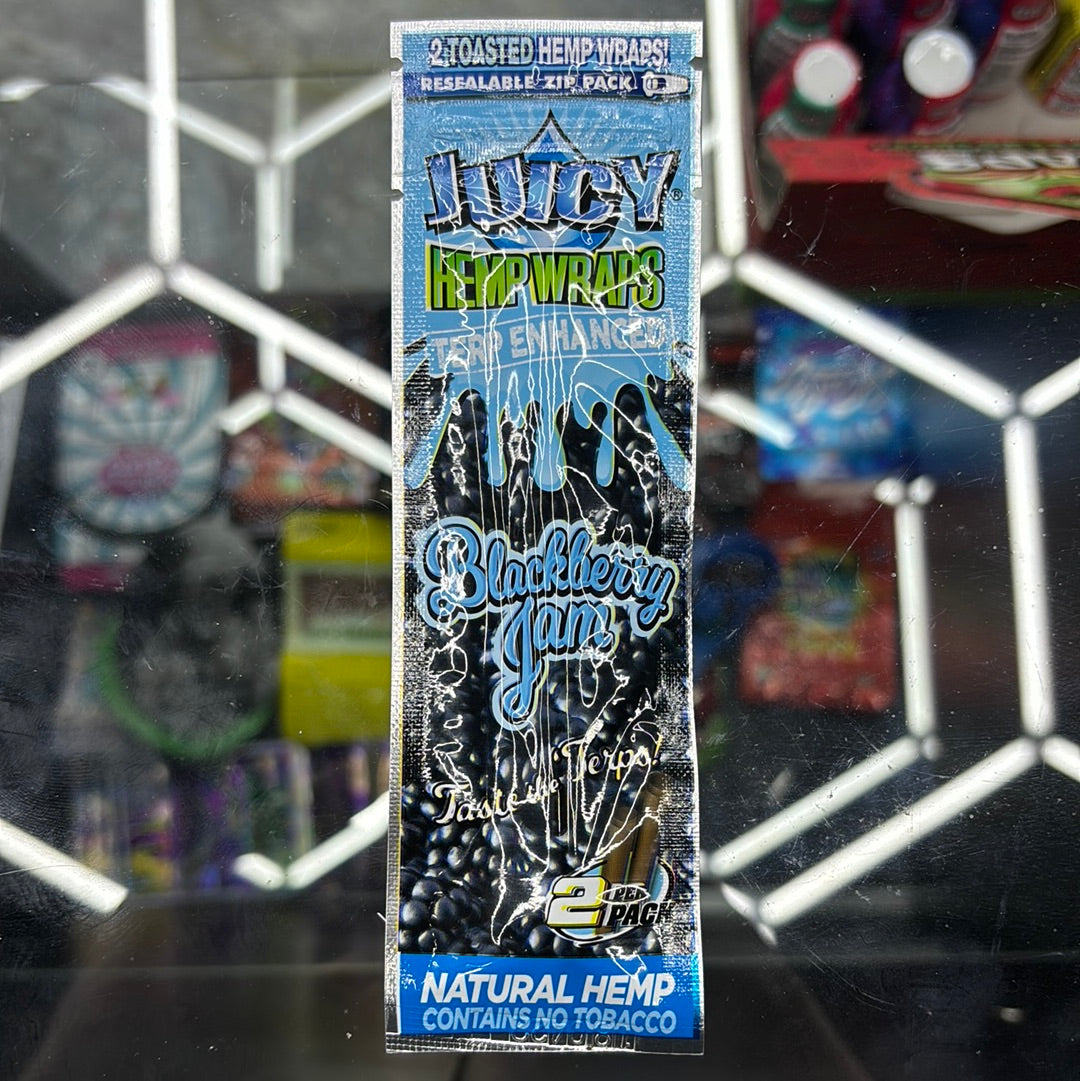 2 TOASTED HEMP WRAPS!
RESEALABLE ZIP PACK
JUICY®
HEMP WRAPS
TERP ENHANCED
Blackberry
Jam
Taste the Terps!
2 PER
PACK
NATURAL HEMP
CONTAINS NO TOBACCO